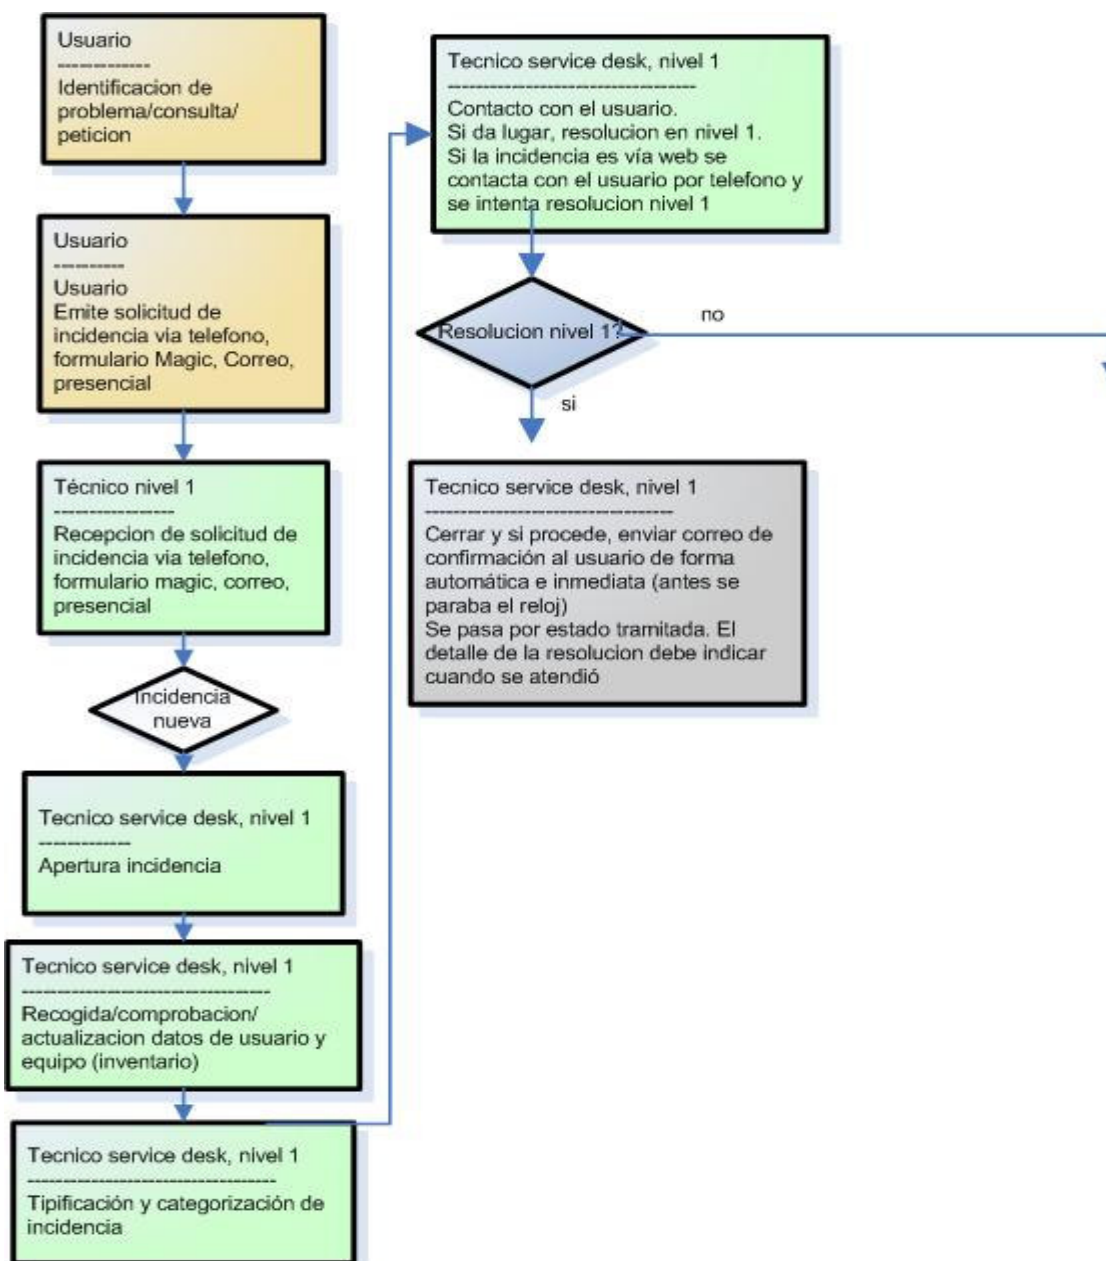 Usuario
-------------
Identificacion de
problema/consulta/
peticion
Usuario
----------
Usuario
Emite solicitud de
incidencia via telefono,
formulario Magic, Correo,
presencial
Técnico nivel 1
-----------------
Recepcion de solicitud de
incidencia via telefono,
formulario magic, correo,
presencial
Incidencia
nueva
Tecnico service desk, nivel 1
-------------
Apertura incidencia
Tecnico service desk, nivel 1
-----------------------------------
Recogida/comprobacion/
actualizacion datos de usuario y
equipo (inventario)
Tecnico service desk, nivel 1
-----------------------------------
Tipificación y categorización de
incidencia
Tecnico service desk, nivel 1
-----------------------------------
Contacto con el usuario.
Si da lugar, resolucion en nivel 1.
Si la incidencia es vía web se
contacta con el usuario por telefono y
se intenta resolucion nivel 1
Resolucion nivel 1?
no
si
Tecnico service desk, nivel 1
-----------------------------------
Cerrar y si procede, enviar correo de
confirmación al usuario de forma
automática e inmediata (antes se
paraba el reloj)
Se pasa por estado tramitada. El
detalle de la resolucion debe indicar
cuando se atendió